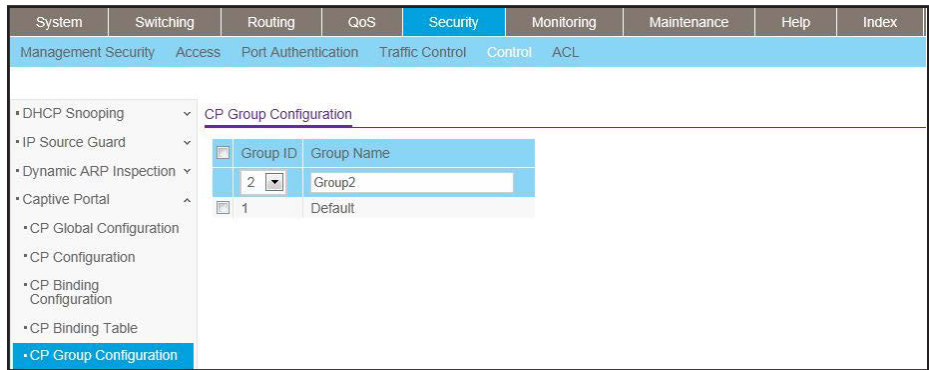 System Switching Routing QoS Security Monitoring Maintenance Help Index
Management Security Access Port Authentication Traffic Control Control ACL
DHCP Snooping
IP Source Guard
Dynamic ARP Inspection
Captive Portal
CP Global Configuration
CP Configuration
CP Binding
Configuration
CP Binding Table
CP Group Configuration
CP Group Configuration
Group ID Group Name
2 Group2
1 Default